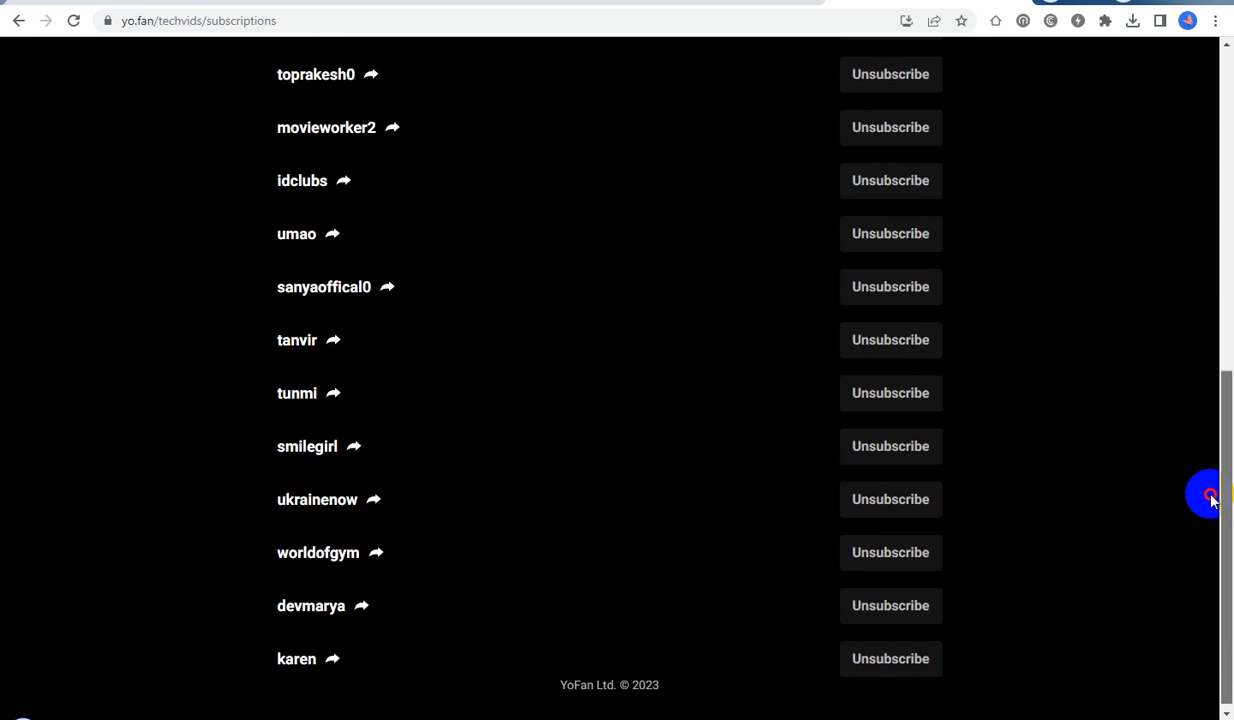 yo.fan/techvids/subscriptions
toprakesh0 Unsubscribe
movieworker2 Unsubscribe
idclubs Unsubscribe
umao Unsubscribe
sanyaoffical0 Unsubscribe
tanvir Unsubscribe
tunmi Unsubscribe
smilegirl Unsubscribe
ukrainenow Unsubscribe
worldofgym Unsubscribe
devmarya Unsubscribe
karen Unsubscribe
YoFan Ltd. © 2023